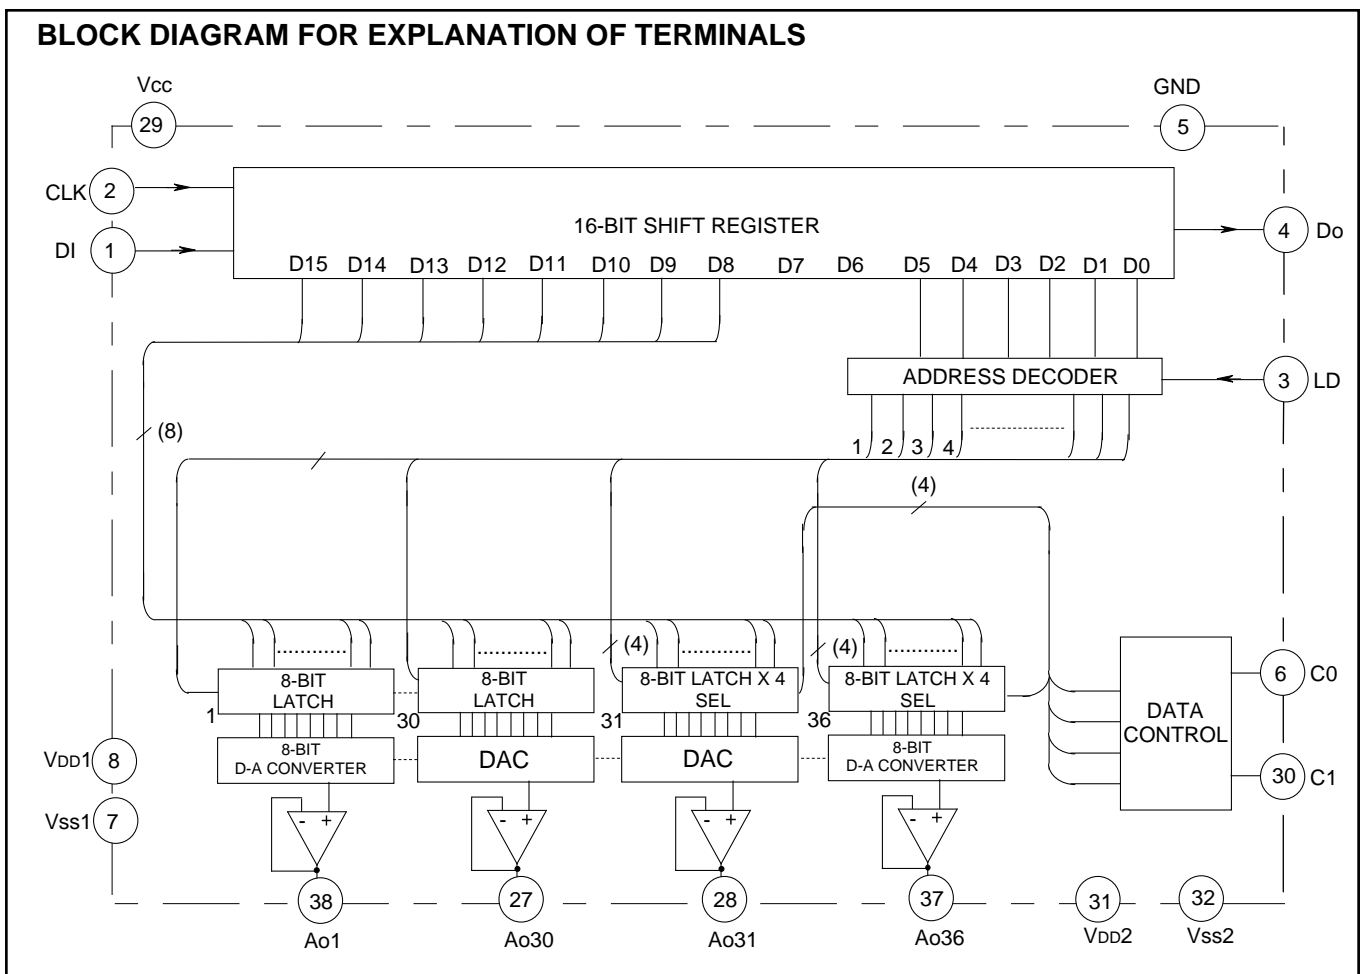 BLOCK DIAGRAM FOR EXPLANATION OF TERMINALS
Vcc
GND
29
5
CLK
2
16-BIT SHIFT REGISTER
4
Do
DI
1
D15 D14 D13 D12 D11 D10 D9 D8 D7 D6 D5 D4 D3 D2 D1 D0
ADDRESS DECODER
3
LD
(8)
1 2 3 4
(4)
(4)
(4)
8-BIT
LATCH
8-BIT
LATCH
8-BIT LATCH X 4
SEL
8-BIT LATCH X 4
SEL
6
C0
1
30
31
36
DATA
CONTROL
VDD1
8
8-BIT
D-A CONVERTER
DAC
DAC
8-BIT
D-A CONVERTER
30
C1
Vss1
7
- +
- +
- +
- +
38
27
28
37
31
32
Ao1
Ao30
Ao31
Ao36
VDD2
Vss2